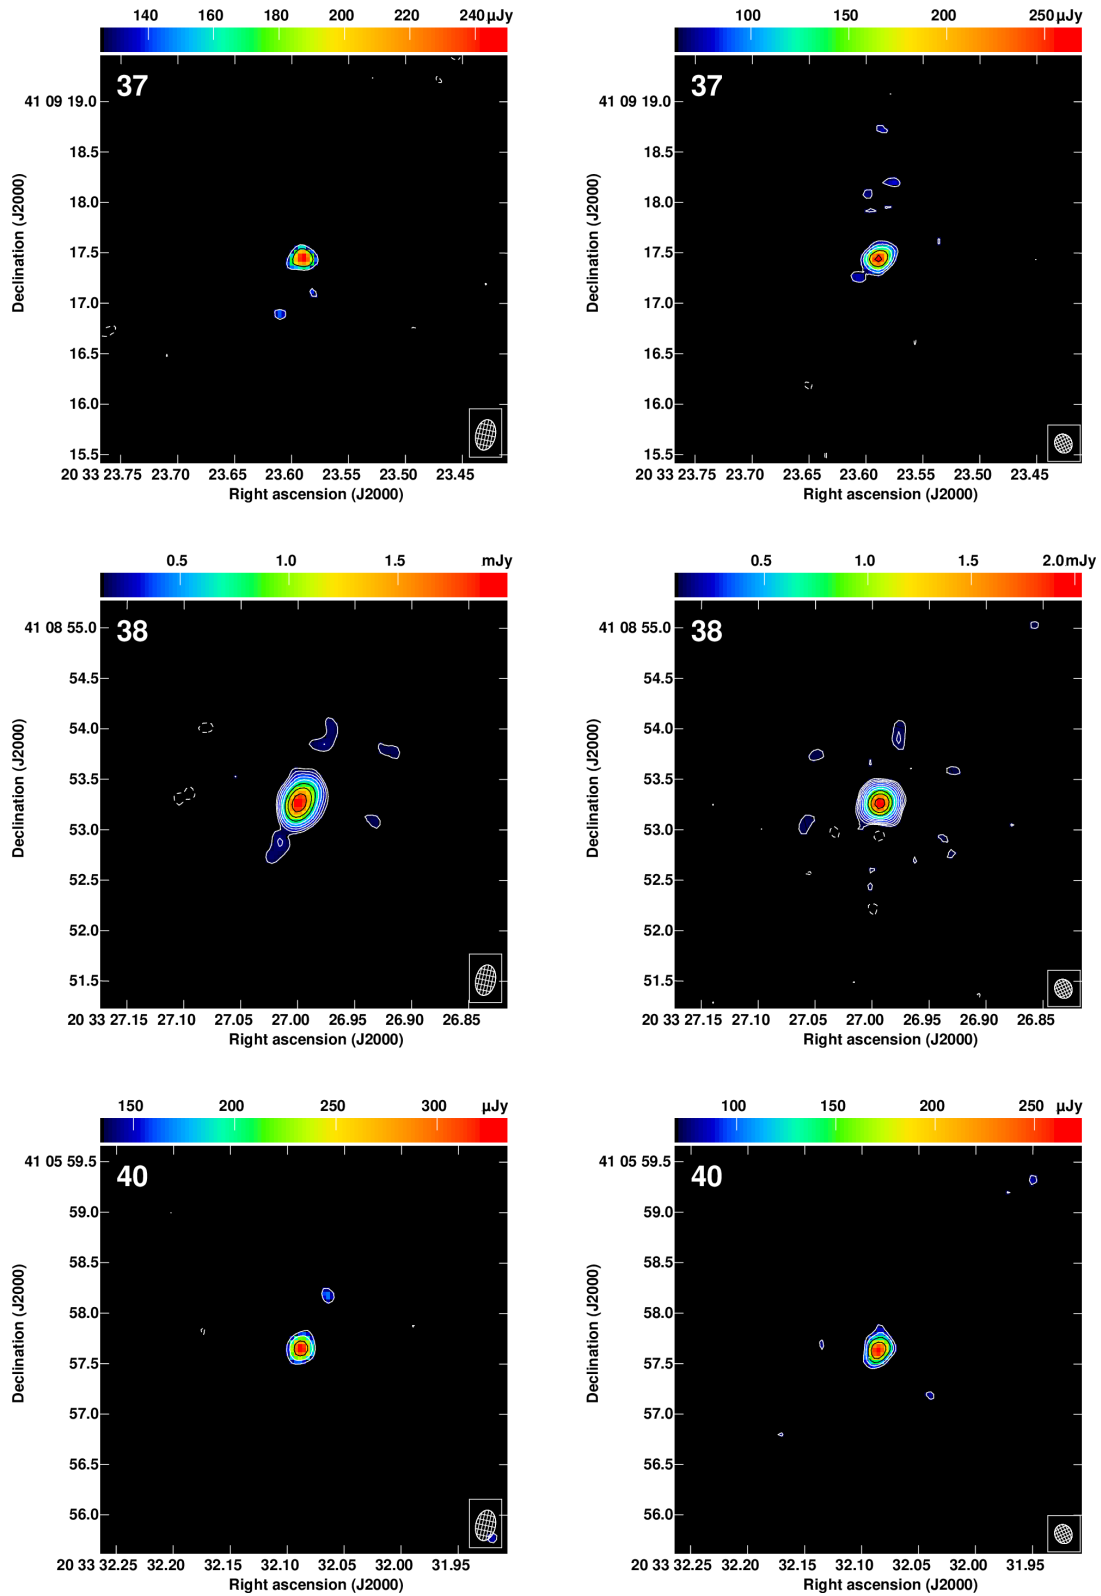 140 160 180 200 220 240 µJy
37
41 09 19.0
18.5
18.0
17.5
17.0
16.5
16.0
15.5
20 33 23.75 23.70 23.65 23.60 23.55 23.50 23.45
Right ascension (J2000)
Declination (J2000)
100 150 200 250 µJy
37
41 09 19.0
18.5
18.0
17.5
17.0
16.5
16.0
15.5
20 33 23.75 23.70 23.65 23.60 23.55 23.50 23.45
Right ascension (J2000)
Declination (J2000)
0.5 1.0 1.5 mJy
38
41 08 55.0
54.5
54.0
53.5
53.0
52.5
52.0
51.5
20 33 27.15 27.10 27.05 27.00 26.95 26.90 26.85
Right ascension (J2000)
Declination (J2000)
0.5 1.0 1.5 2.0 mJy
38
41 08 55.0
54.5
54.0
53.5
53.0
52.5
52.0
51.5
20 33 27.15 27.10 27.05 27.00 26.95 26.90 26.85
Right ascension (J2000)
Declination (J2000)
150 200 250 300 µJy
40
41 05 59.5
59.0
58.5
58.0
57.5
57.0
56.5
56.0
20 33 32.25 32.20 32.15 32.10 32.05 32.00 31.95
Right ascension (J2000)
Declination (J2000)
100 150 200 250 µJy
40
41 05 59.5
59.0
58.5
58.0
57.5
57.0
56.5
56.0
20 33 32.25 32.20 32.15 32.10 32.05 32.00 31.95
Right ascension (J2000)
Declination (J2000)